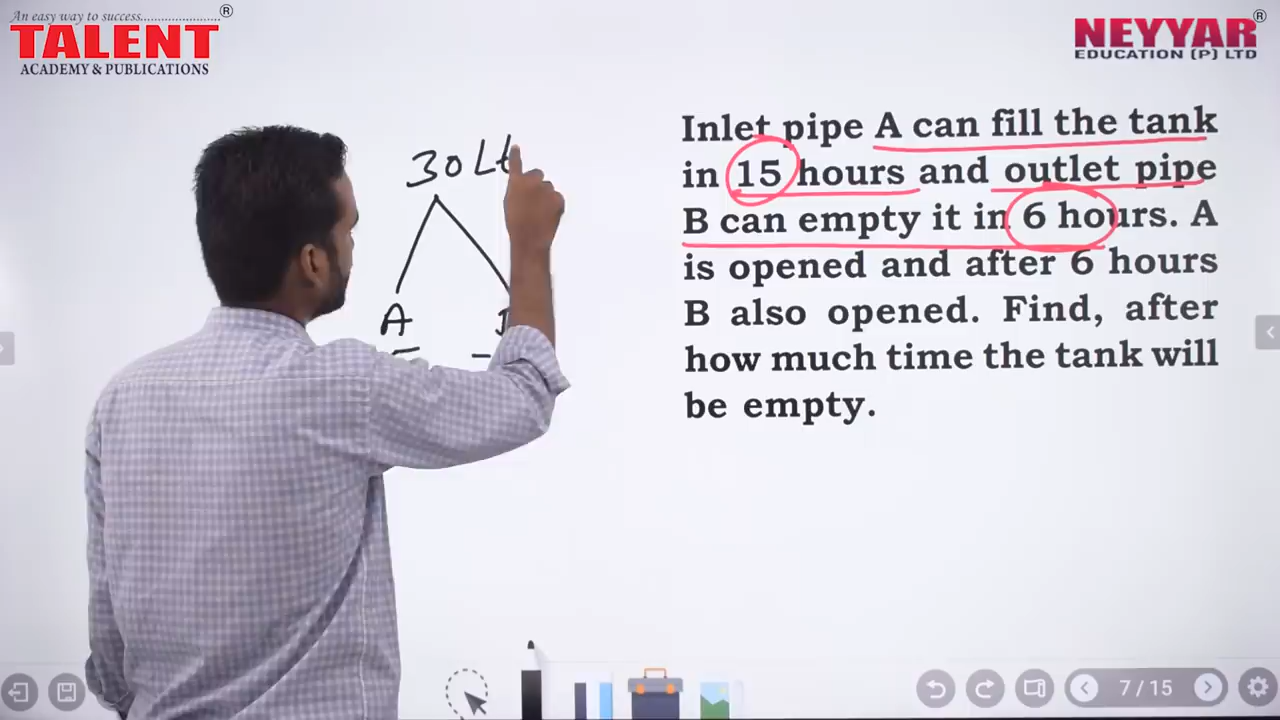 An easy way to success......................
TALENT
ACADEMY & PUBLICATIONS
NEYYAR
EDUCATION (P) LTD
30 Lt
A
Inlet pipe A can fill the tank
in 15 hours and outlet pipe
B can empty it in 6 hours. A
is opened and after 6 hours
B also opened. Find, after
how much time the tank will
be empty.
7 / 15